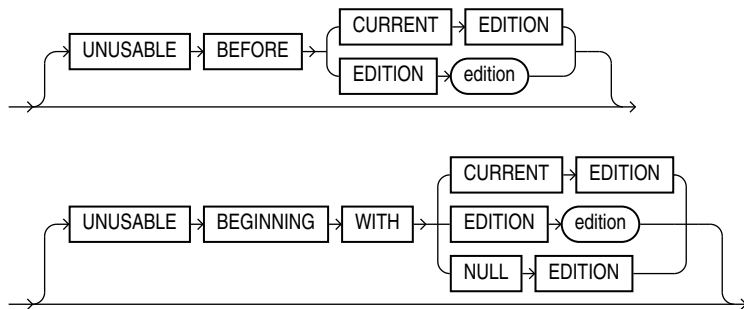 CURRENT EDITION
UNUSABLE BEFORE
EDITION edition
CURRENT EDITION
UNUSABLE BEGINNING WITH EDITION edition
NULL EDITION